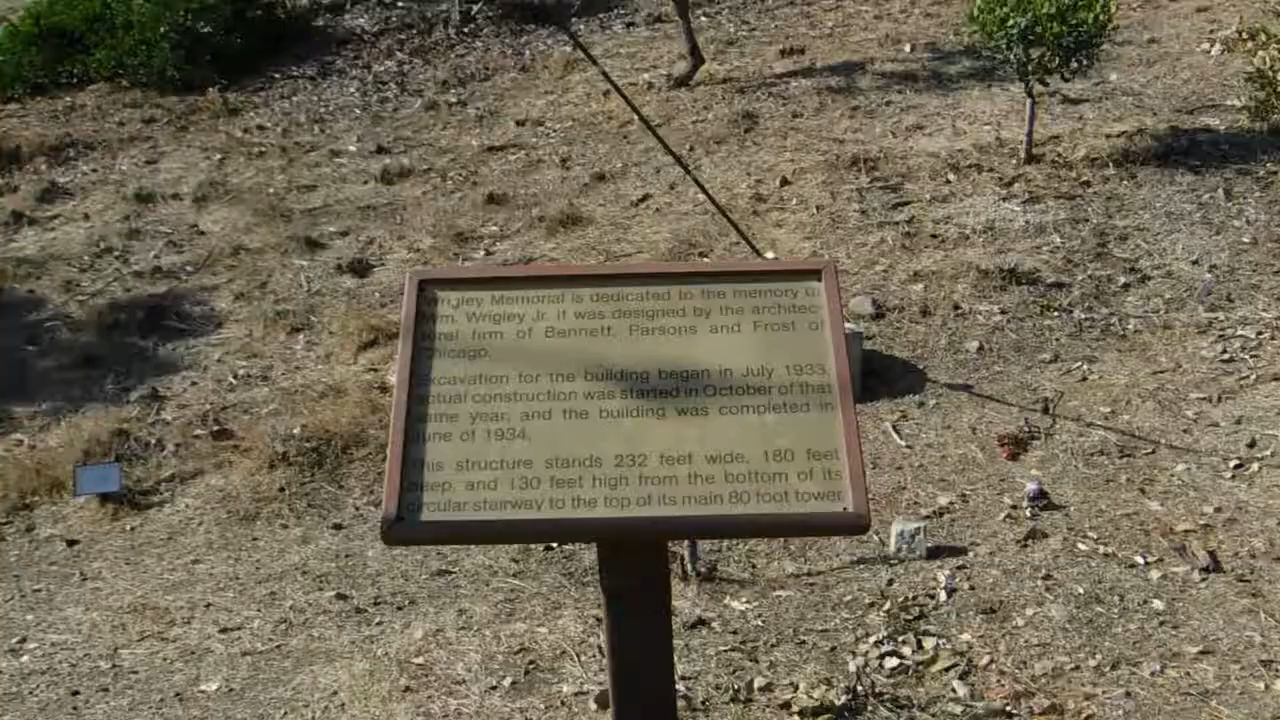 Wrigley Memorial is dedicated to the memory of
Wm. Wrigley Jr. it was designed by the architec-
tural firm of Bennett, Parsons and Frost of
Chicago.
Excavation for the building began in July 1933,
actual construction was started in October of that
same year, and the building was completed in
June of 1934.
This structure stands 232 feet wide, 180 feet
deep, and 130 feet high from the bottom of its
circular stairway to the top of its main 80 foot tower.